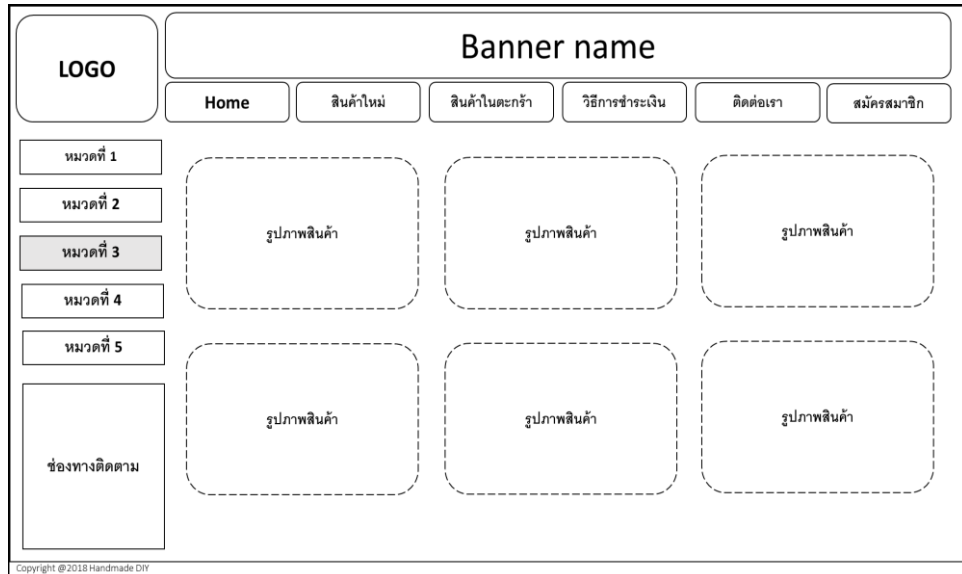 LOGO
Banner name
Home
สินค้าใหม่
สินค้าในตะกร้า
วิธีการชำระเงิน
ติดต่อเรา
สมัครสมาชิก
หมวดที่ 1
หมวดที่ 2
หมวดที่ 3
หมวดที่ 4
หมวดที่ 5
ช่องทางติดตาม
รูปภาพสินค้า
รูปภาพสินค้า
รูปภาพสินค้า
รูปภาพสินค้า
รูปภาพสินค้า
รูปภาพสินค้า
Copyright @2018 Handmade DIY